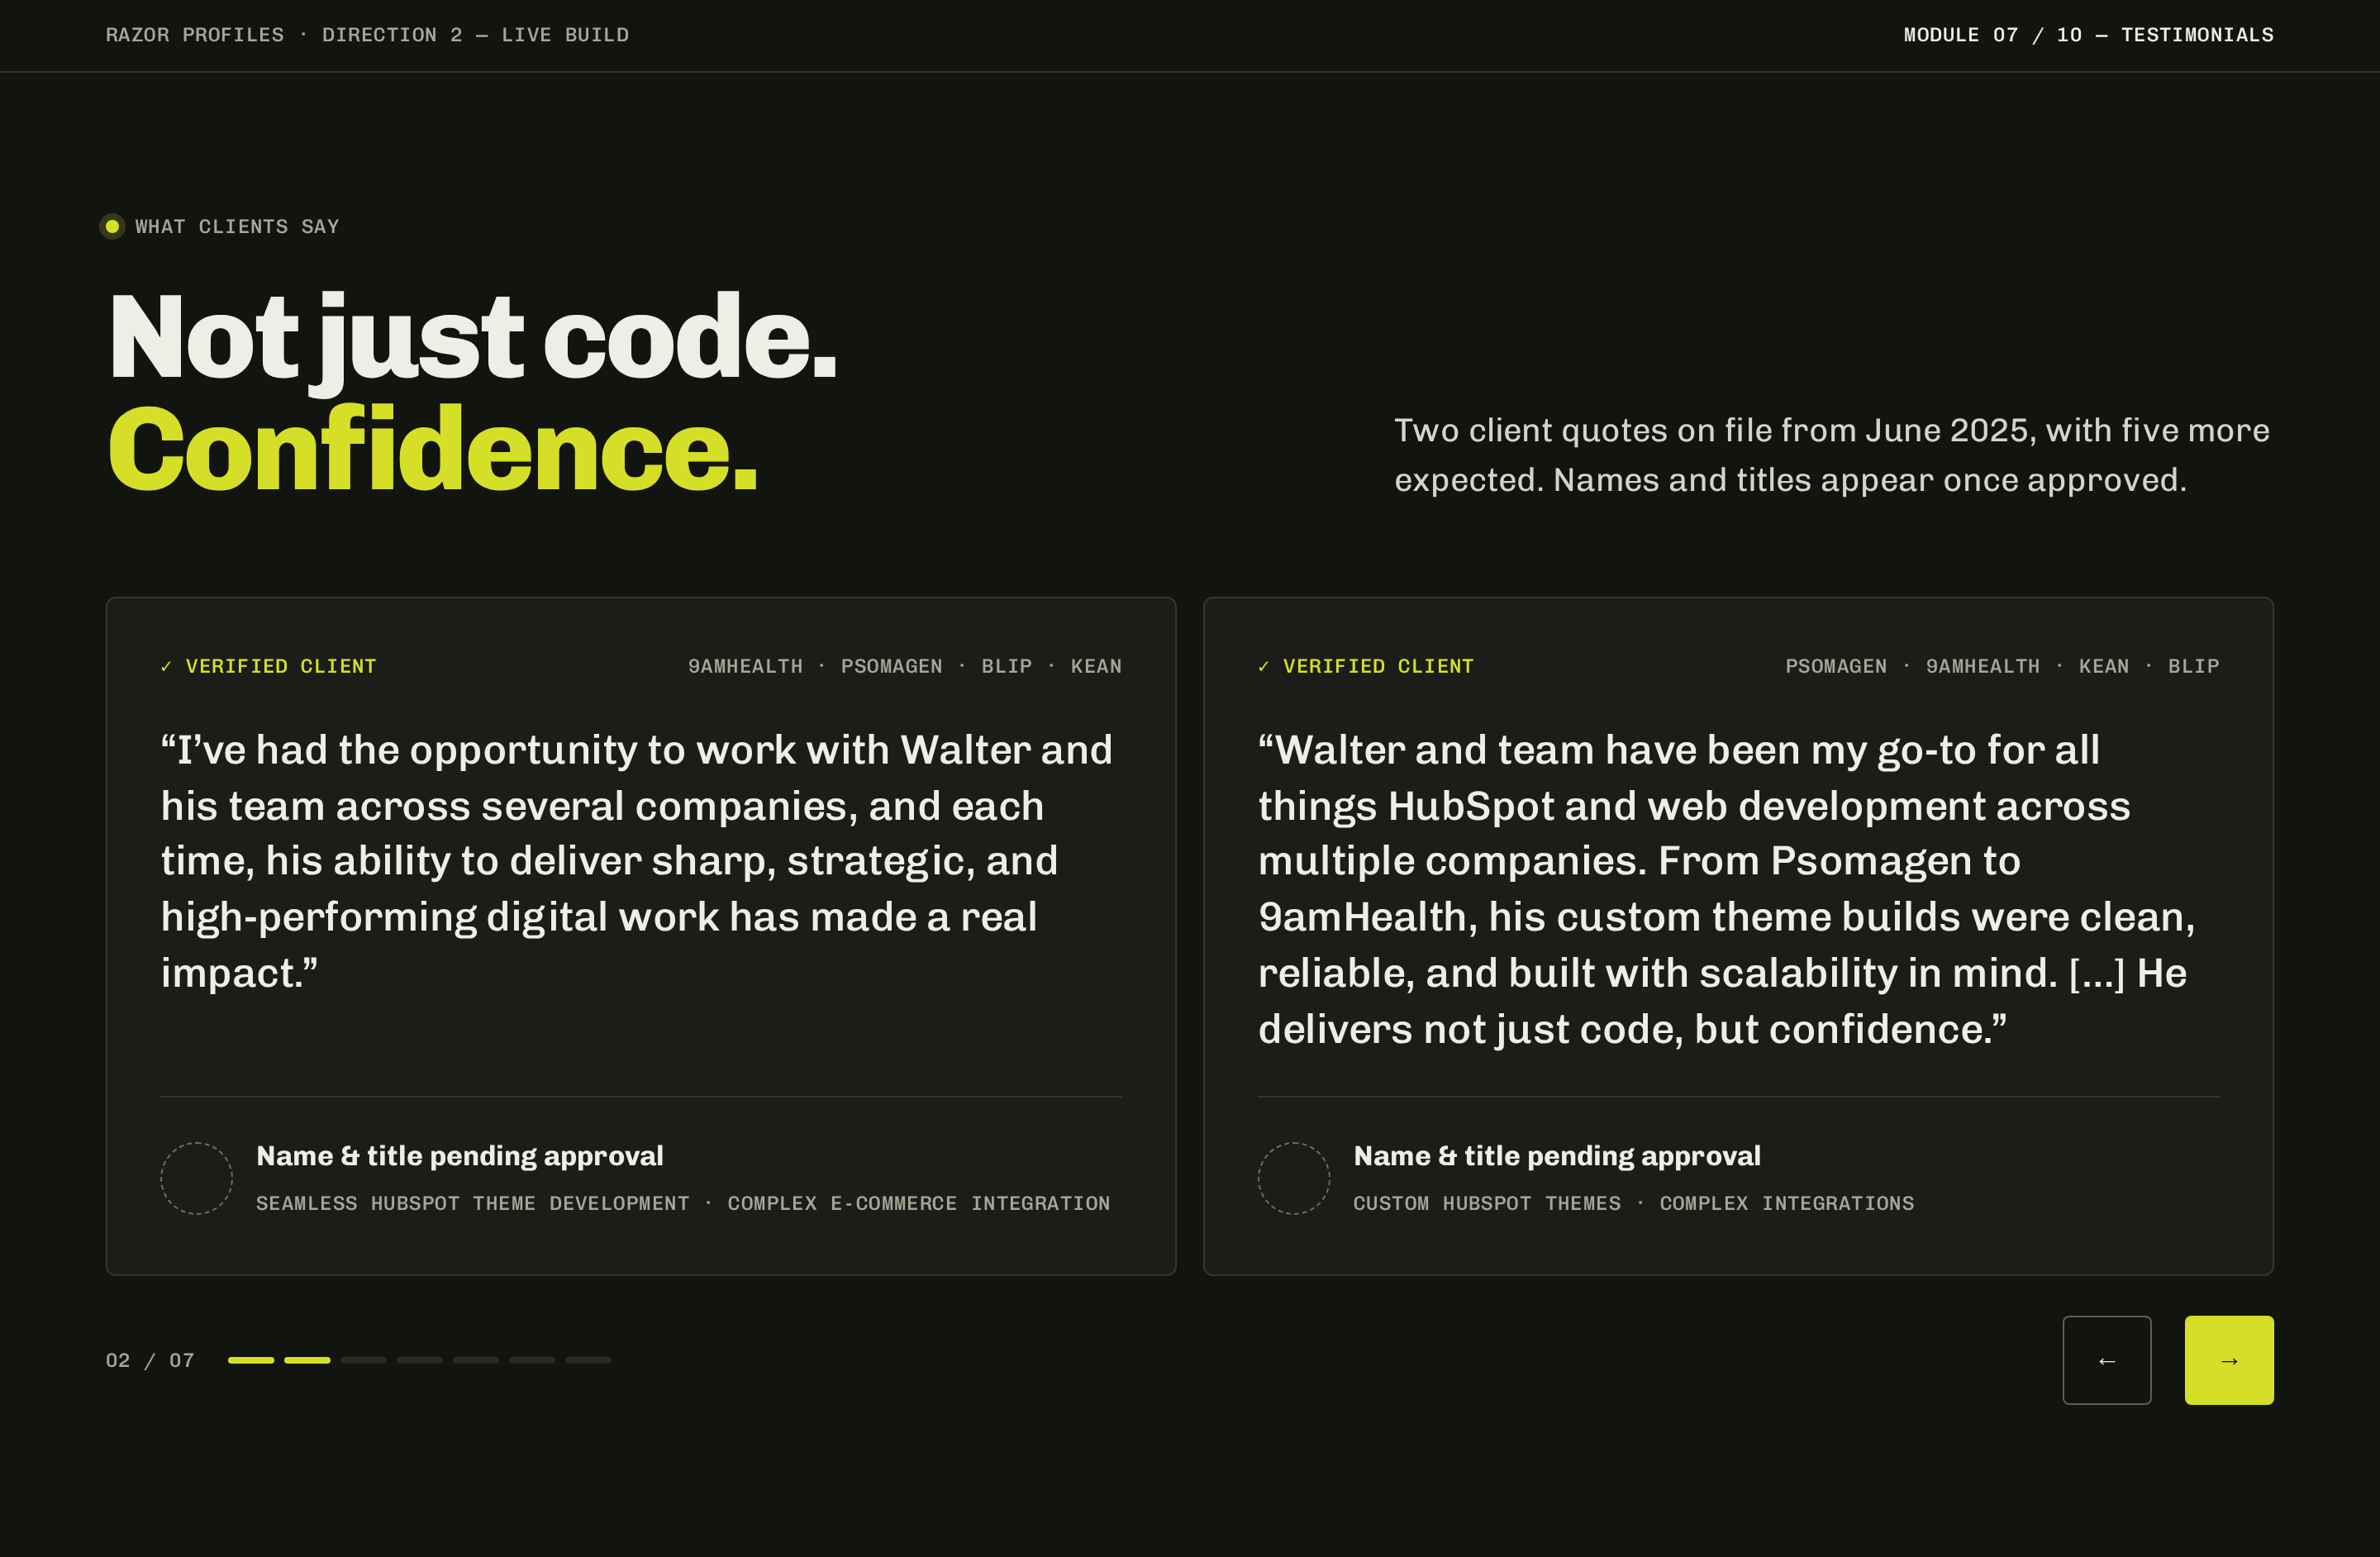 RAZOR PROFILES · DIRECTION 2 — LIVE BUILD
MODULE 07 / 10 — TESTIMONIALS
WHAT CLIENTS SAY
Not just code.
Confidence.
Two client quotes on file from June 2025, with five more
expected. Names and titles appear once approved.
✓ VERIFIED CLIENT
9AMHEALTH · PSOMAGEN · BLIP · KEAN
“I’ve had the opportunity to work with Walter and
his team across several companies, and each
time, his ability to deliver sharp, strategic, and
high-performing digital work has made a real
impact.”
Name & title pending approval
SEAMLESS HUBSPOT THEME DEVELOPMENT · COMPLEX E-COMMERCE INTEGRATION
✓ VERIFIED CLIENT
PSOMAGEN · 9AMHEALTH · KEAN · BLIP
“Walter and team have been my go-to for all
things HubSpot and web development across
multiple companies. From Psomagen to
9amHealth, his custom theme builds were clean,
reliable, and built with scalability in mind. [...] He
delivers not just code, but confidence.”
Name & title pending approval
CUSTOM HUBSPOT THEMES · COMPLEX INTEGRATIONS
02 / 07
← →